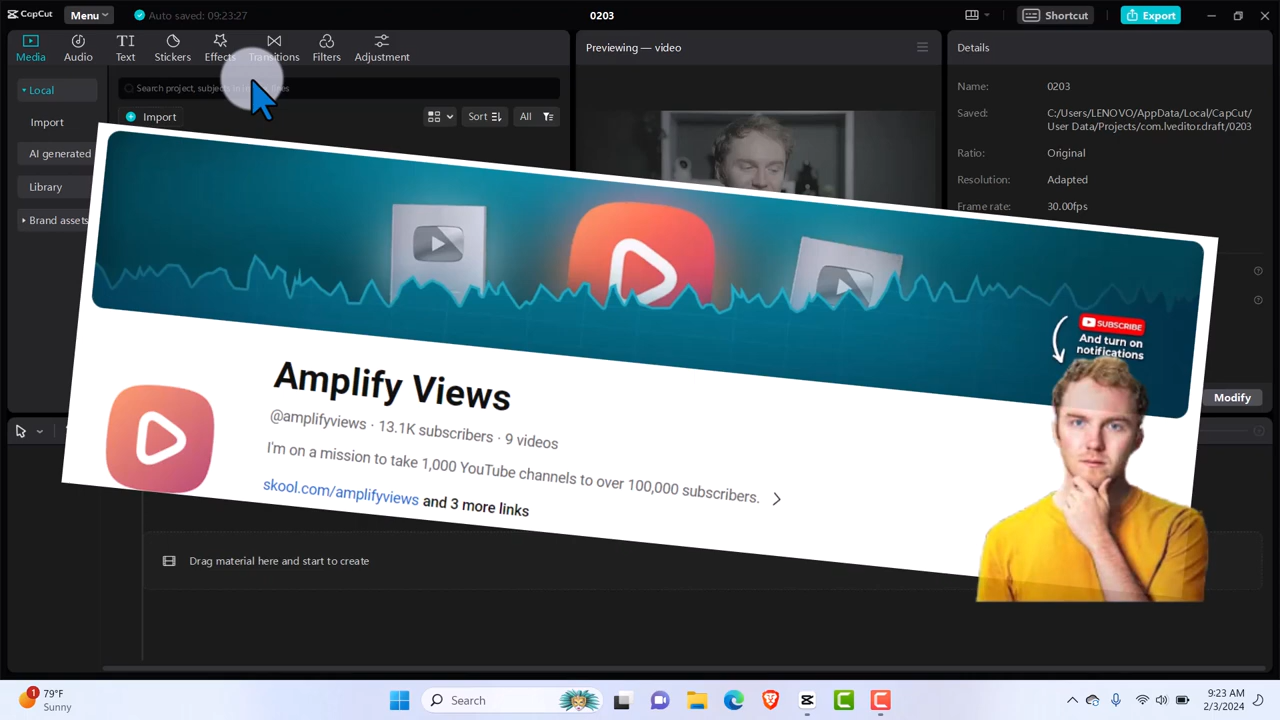 CapCut
Menu
Auto saved: 09:23:27
0203
Shortcut
Export
Media
Audio
Text
Stickers
Effects
Transitions
Filters
Adjustment
Previewing — video
Details
Local
Import
AI generated
Library
Brand assets
Search project, subjects in
Import
Sort
All
Name:
0203
Saved:
C:/Users/LENOVO/AppData/Local/CapCut/
User Data/Projects/com.lveditor.draft/0203
Ratio:
Original
Resolution:
Adapted
Frame rate:
30.00fps
Modify
SUBSCRIBE
And turn on
notifications
Amplify Views
@amplifyviews · 13.1K subscribers · 9 videos
I'm on a mission to take 1,000 YouTube channels to over 100,000 subscribers.
skool.com/amplifyviews and 3 more links
Drag material here and start to create
1
79°F
Sunny
Search
9:23 AM
2/3/2024